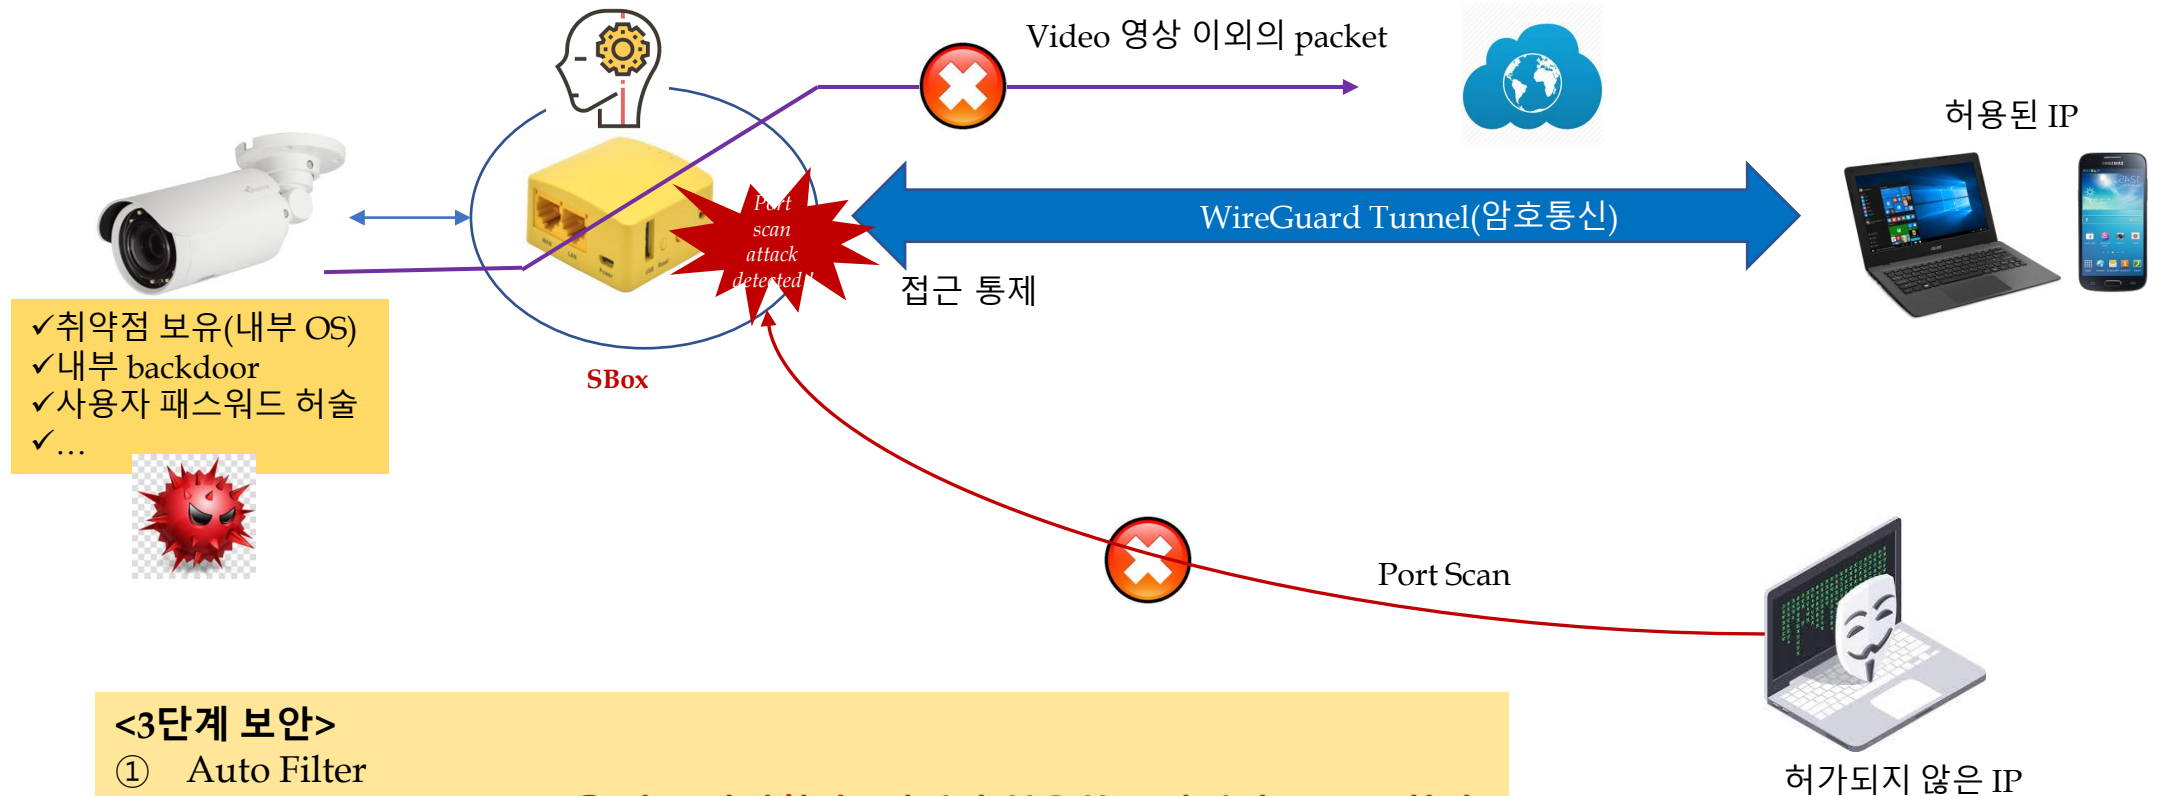 Video 영상 이외의 packet
허용된 IP
Port
scan
attack
detected!
WireGuard Tunnel(암호통신)
접근 통제
✓취약점 보유(내부 OS)
✓내부 backdoor
✓사용자 패스워드 허술
✓…
SBox
Port Scan
허가되지 않은 IP
<3단계 보안>
① Auto Filter